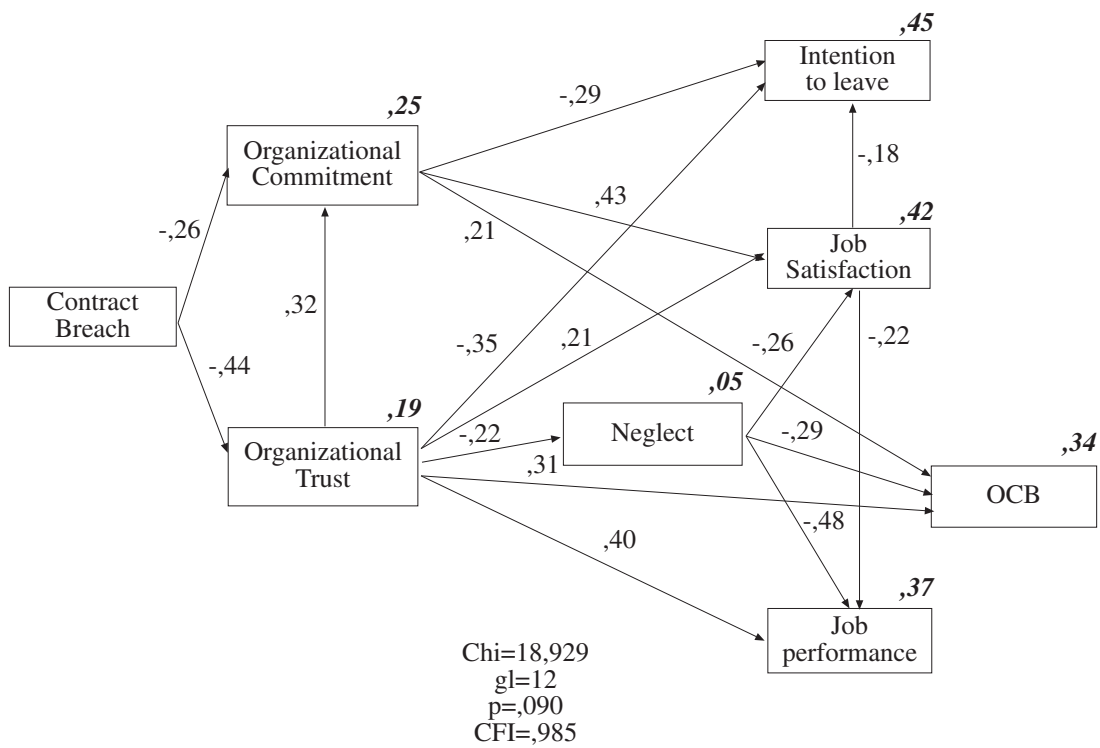 ,45
Intention
to leave
,25
-,29
Organizational
Commitment
-,18
,43
,42
-,26
,21
Job
Satisfaction
Contract
Breach
,32
-,35
,21
-,26
-,22
-,44
,05
,19
Neglect
-,22
-,29
Organizational
Trust
,31
,34
OCB
-,48
,40
,37
Job
performance
Chi=18,929
gl=12
p=,090
CFI=,985